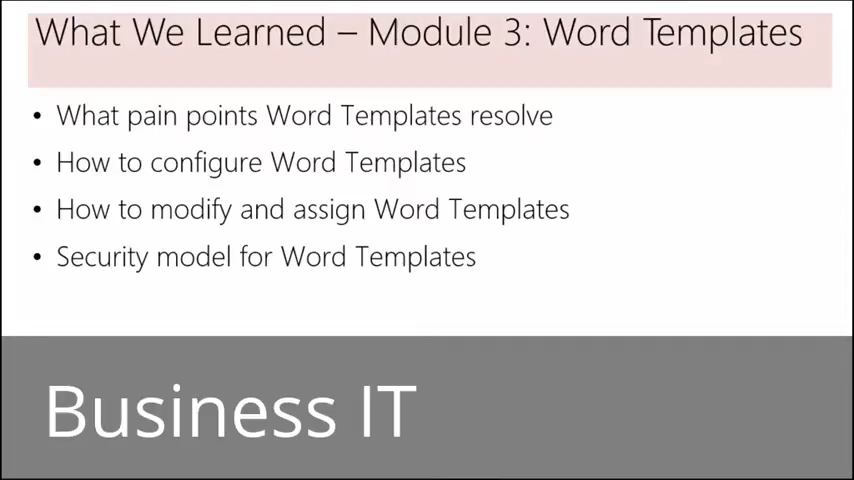 What We Learned – Module 3: Word Templates
• What pain points Word Templates resolve
• How to configure Word Templates
• How to modify and assign Word Templates
• Security model for Word Templates
Business IT